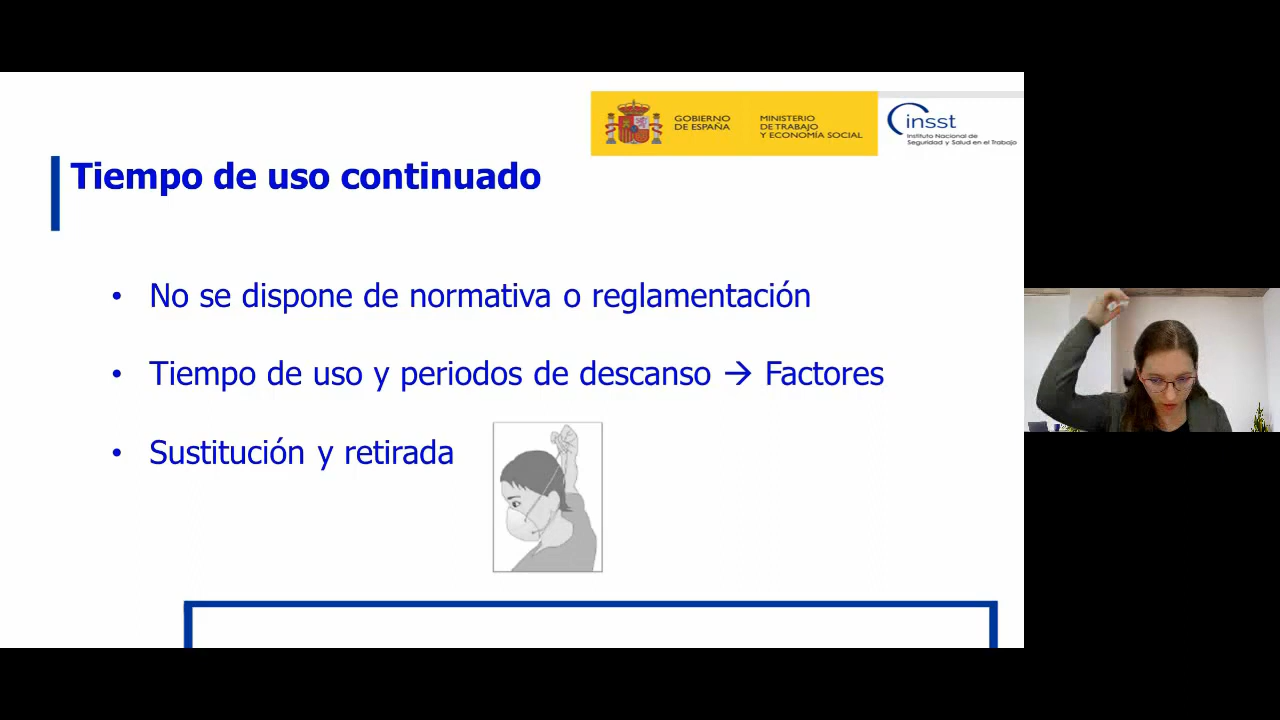 GOBIERNO
DE ESPAÑA
MINISTERIO
DE TRABAJO
Y ECONOMÍA SOCIAL
insst
Instituto Nacional de
Seguridad y Salud en el Trabajo
Tiempo de uso continuado
• No se dispone de normativa o reglamentación
• Tiempo de uso y periodos de descanso → Factores
• Sustitución y retirada